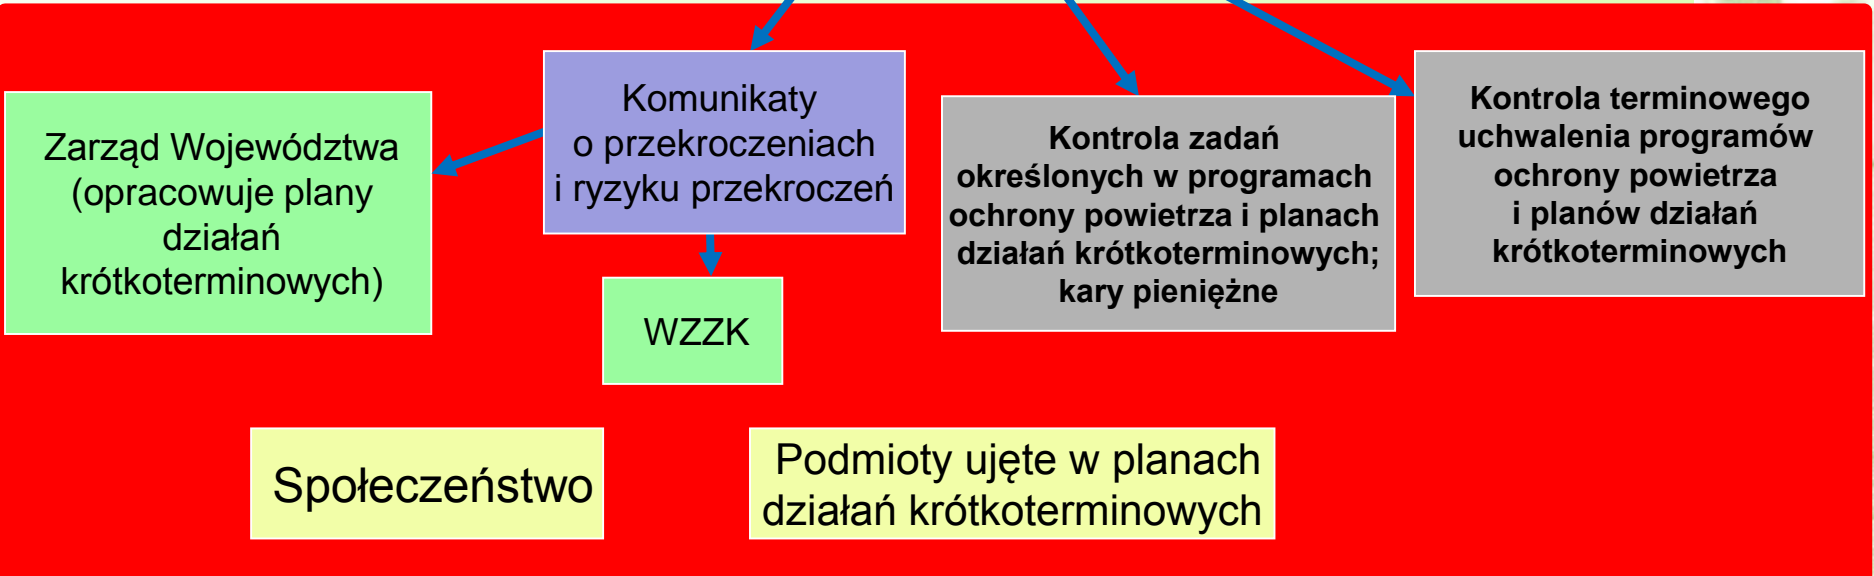 Zarząd Województwa
(opracowuje plany
działań
krótkoterminowych)
Komunikaty
o przekroczeniach
i ryzyku przekroczeń
Kontrola zadań
określonych w programach
ochrony powietrza i planach
działań krótkoterminowych;
kary pieniężne
Kontrola terminowego
uchwalenia programów
ochrony powietrza
i planów działań
krótkoterminowych
WZZK
Społeczeństwo
Podmioty ujęte w planach
działań krótkoterminowych